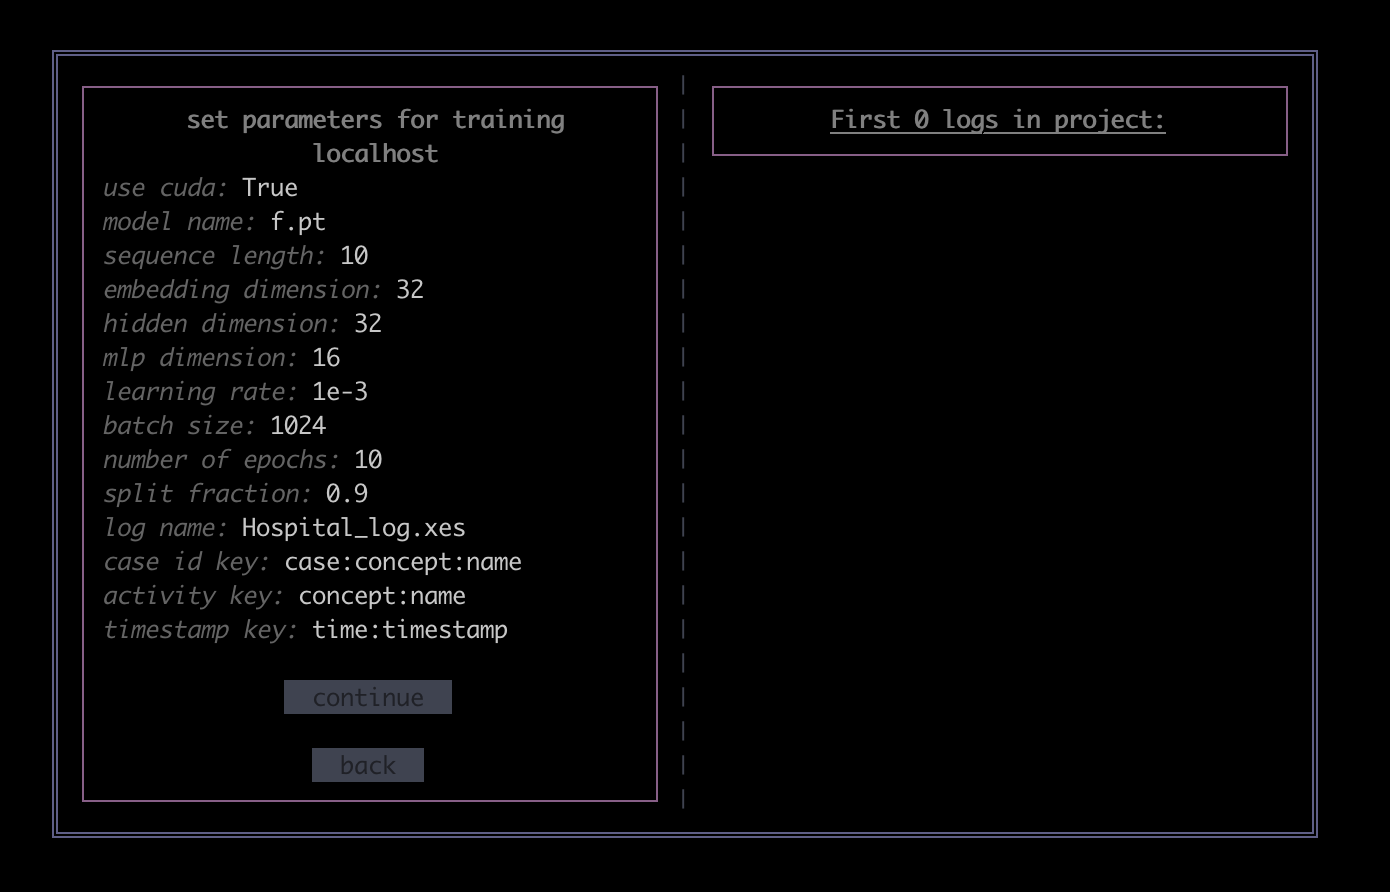 set parameters for training
localhost
use cuda: True
model name: f.pt
sequence length: 10
embedding dimension: 32
hidden dimension: 32
mlp dimension: 16
learning rate: 1e-3
batch size: 1024
number of epochs: 10
split fraction: 0.9
log name: Hospital_log.xes
case id key: case:concept:name
activity key: concept:name
timestamp key: time:timestamp
continue
back
First 0 logs in project: